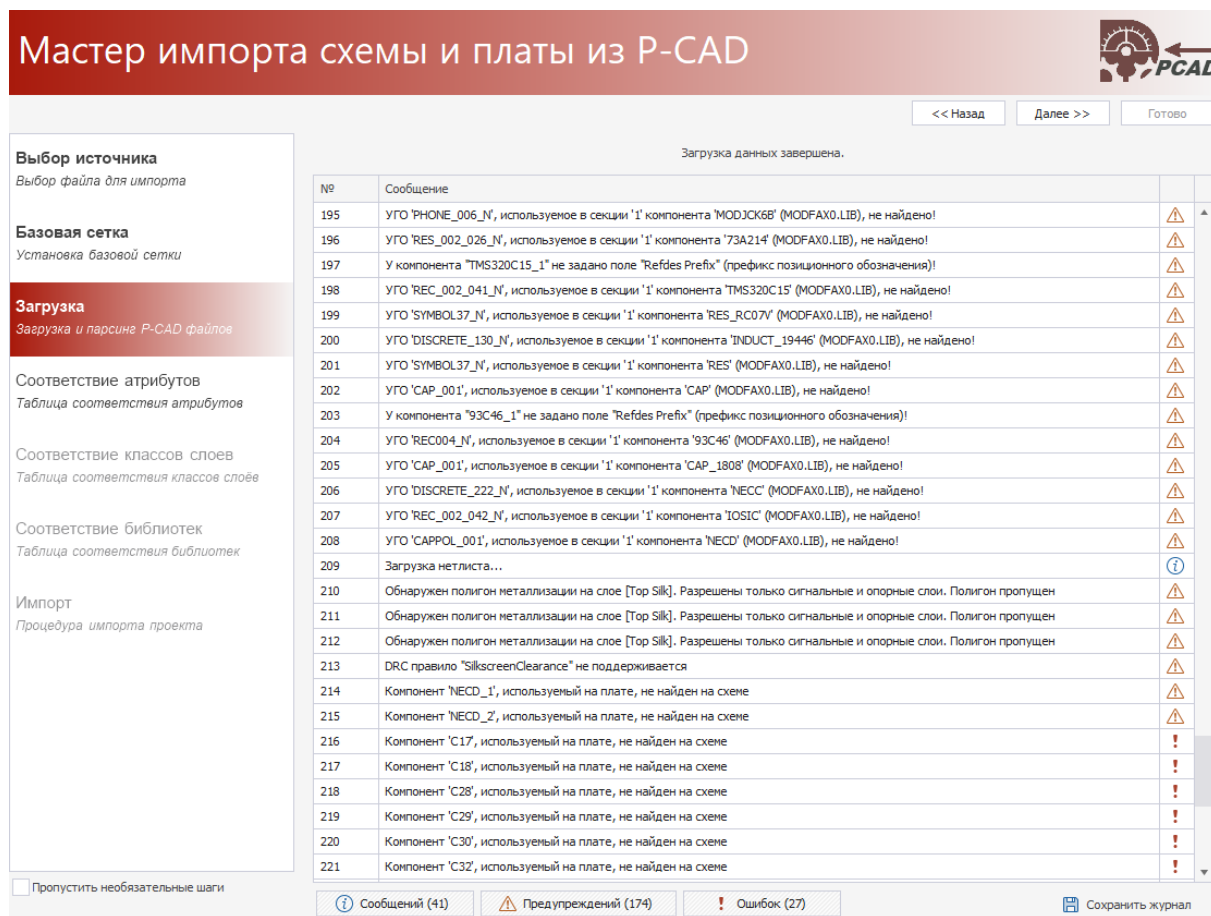 Мастер импорта схемы и платы из P-CAD
PCAD
<< Назад
Далее >>
Готово
Выбор источника
Выбор файла для импорта
Базовая сетка
Установка базовой сетки
Загрузка
Загрузка и парсинг P-CAD файлов
Соответствие атрибутов
Таблица соответствия атрибутов
Соответствие классов слоев
Таблица соответствия классов слоёв
Соответствие библиотек
Таблица соответствия библиотек
Импорт
Процедура импорта проекта
Пропустить необязательные шаги
Загрузка данных завершена.
№ Сообщение
195 УГО 'PHONE_006_N', используемое в секции '1' компонента 'MODJCK6B' (MODFAX0.LIB), не найдено!
196 УГО 'RES_002_026_N', используемое в секции '1' компонента '73A214' (MODFAX0.LIB), не найдено!
197 У компонента "TMS320C15_1" не задано поле "Refdes Prefix" (префикс позиционного обозначения)!
198 УГО 'REC_002_041_N', используемое в секции '1' компонента 'TMS320C15' (MODFAX0.LIB), не найдено!
199 УГО 'SYMBOL37_N', используемое в секции '1' компонента 'RES_RC07V' (MODFAX0.LIB), не найдено!
200 УГО 'DISCRETE_130_N', используемое в секции '1' компонента 'INDUCT_19446' (MODFAX0.LIB), не найдено!
201 УГО 'SYMBOL37_N', используемое в секции '1' компонента 'RES' (MODFAX0.LIB), не найдено!
202 УГО 'CAP_001', используемое в секции '1' компонента 'CAP' (MODFAX0.LIB), не найдено!
203 У компонента "93C46_1" не задано поле "Refdes Prefix" (префикс позиционного обозначения)!
204 УГО 'REC004_N', используемое в секции '1' компонента '93C46' (MODFAX0.LIB), не найдено!
205 УГО 'CAP_001', используемое в секции '1' компонента 'CAP_1808' (MODFAX0.LIB), не найдено!
206 УГО 'DISCRETE_222_N', используемое в секции '1' компонента 'NECC' (MODFAX0.LIB), не найдено!
207 УГО 'REC_002_042_N', используемое в секции '1' компонента 'IOSIC' (MODFAX0.LIB), не найдено!
208 УГО 'CAPPOL_001', используемое в секции '1' компонента 'NECD' (MODFAX0.LIB), не найдено!
209 Загрузка нетлиста...
210 Обнаружен полигон металлизации на слое [Top Silk]. Разрешены только сигнальные и опорные слои. Полигон пропущен
211 Обнаружен полигон металлизации на слое [Top Silk]. Разрешены только сигнальные и опорные слои. Полигон пропущен
212 Обнаружен полигон металлизации на слое [Top Silk]. Разрешены только сигнальные и опорные слои. Полигон пропущен
213 DRC правило "SilkscreenClearance" не поддерживается
214 Компонент 'NECD_1', используемый на плате, не найден на схеме
215 Компонент 'NECD_2', используемый на плате, не найден на схеме
216 Компонент 'C17', используемый на плате, не найден на схеме
217 Компонент 'C18', используемый на плате, не найден на схеме
218 Компонент 'C28', используемый на плате, не найден на схеме
219 Компонент 'C29', используемый на плате, не найден на схеме
220 Компонент 'C30', используемый на плате, не найден на схеме
221 Компонент 'C32', используемый на плате, не найден на схеме
Сообщений (41)
Предупреждений (174)
Ошибок (27)
Сохранить журнал